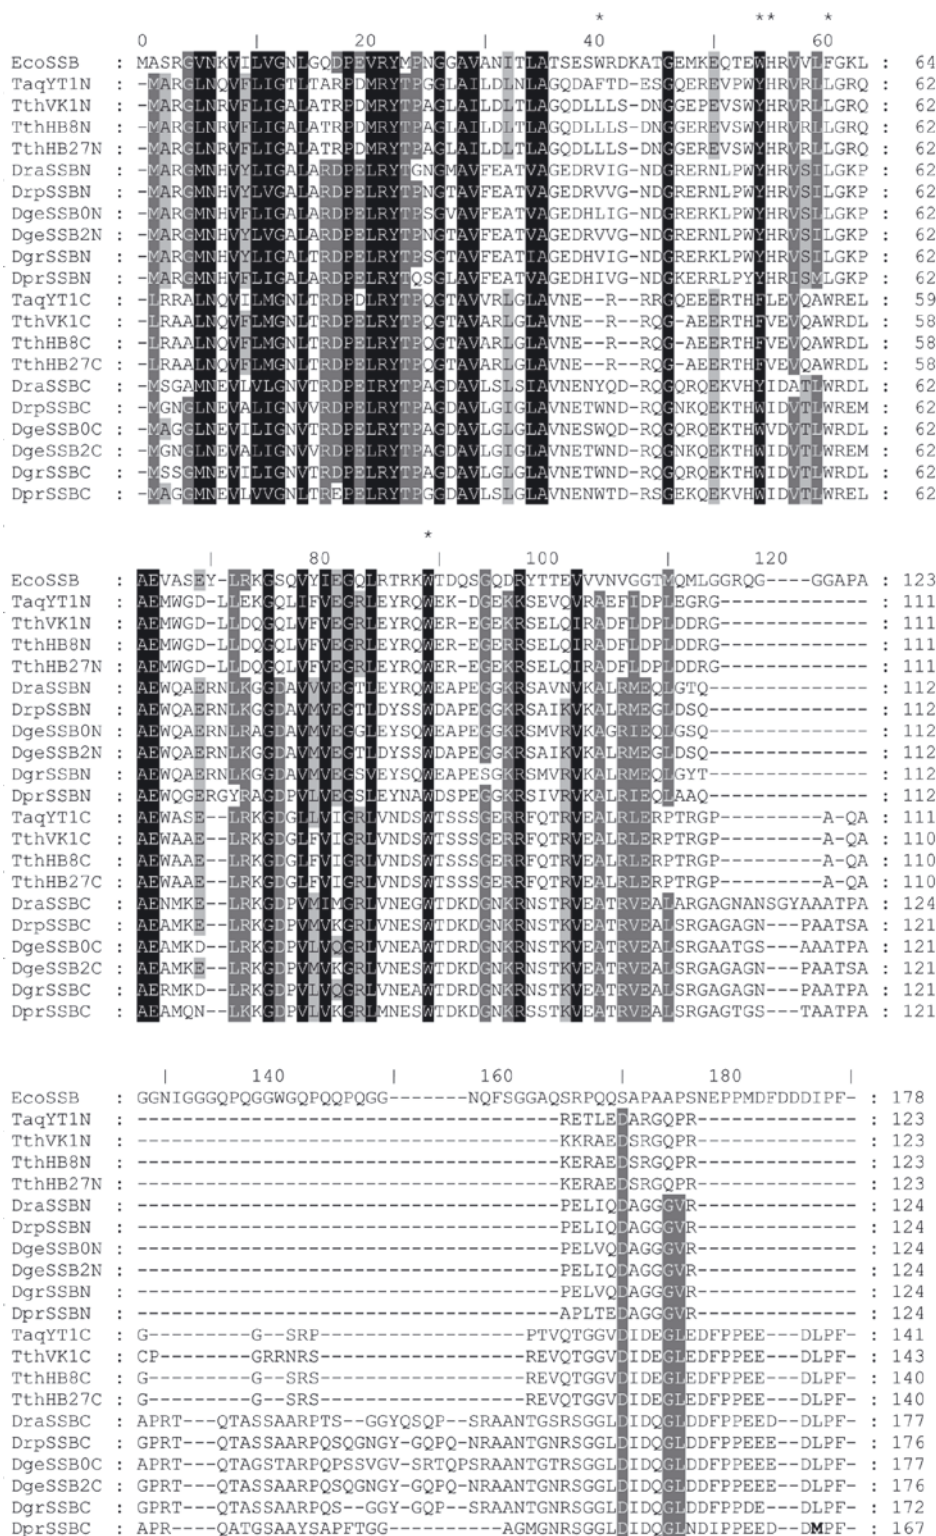 * ** *
0 | 20 | 40 | 60
EcoSSB : MASRGVNKVILVGNLGQDPEVRYMPNGGAVANITLATSESWRDKATGEMKEQTEWHRVVLFGKL : 64
TaqYT1N : -MARGLNQVFLIGTLTARPDMRYTPGGLAILDLNLAGQDAFTD-ESGQEREVPWYHRVRLLGRQ : 62
TthVK1N : -MARGLNRVFLIGALATRPDMRYTPAGLAILDLTLAGQDLLLS-DNGGEPEVSWYHRVRLLGRQ : 62
TthHB8N : -MARGLNRVFLIGALATRPDMRYTPAGLAILDLTLAGQDLLLS-DNGGEREVSWYHRVRLLGRQ : 62
TthHB27N : -MARGLNRVFLIGALATRPDMRYTPAGLAILDLTLAGQDLLLS-DNGGEREVSWYHRVRLLGRQ : 62
DraSSBN : -MARGMNHVYLIGALARDPELRYTGNGMAVFEATVAGEDRVIG-NDGRERNLPWYHRVSILGKP : 62
DrpSSBN : -MARGMNHVFLVGALARDPELRYTPNGTAVFEATVAGEDRVVG-NDGRERNLPWYHRVSILGKP : 62
DgeSSB0N : -MARGMNHVFLIGALARDPELRYTPSGVAVFEATVAGEDHLIG-NDGRERKLPWYHRVSLLGKP : 62
DgeSSB2N : -MARGMNHVYLVGALARDPELRYTPNGTAVFEATVAGEDRVVG-NDGRERNLPWYHRVSILGKP : 62
DgrSSBN : -MARGMNHVYLIGALARDPELRYTPSGTAVFEATIAGEDHVIG-NDGRERKLPWYHRVSILGKP : 62
DprSSBN : -MARGMNHVYLIGALARDPELRYTQSGLAVFEATVAGEDHIVG-NDGKERRLPYYHRVSMLGKP : 62
TaqYT1C : -LRRALNQVILMGNLTRDPDLRYTPQGTAVVRLGLAVNE--R--RRGQEEERTHFLEVQAWREL : 59
TthVK1C : -LRAALNQVFLMGNLTRDPELRYTPQGTAVARLGLAVNE--R--RQG-AEERTHFVEVQAWRDL : 58
TthHB8C : -LRAALNQVFLMGNLTRDPELRYTPQGTAVARLGLAVNE--R--RQG-AEERTHFVEVQAWRDL : 58
TthHB27C : -LRAALNQVFLMGNLTRDPELRYTPQGTAVARLGLAVNE--R--RQG-AEERTHFVEVQAWRDL : 58
DraSSBC : -MSGAMNEVLVLGNVTRDPEIRYTPAGDAVLSLSIAVNENYQD-RQGQRQEKVHYIDATLWRDL : 62
DrpSSBC : -MGNGLNEVALIGNVVRDPELRYTPAGDAVLGIGLAVNETWND-RQGNKQEKTHWIDVTLWREM : 62
DgeSSB0C : -MAGGLNEVILIGNVTRDPELRYTPAGDAVLGLGLAVNESWQD-RQGQRQEKTHWVDVTLWRDL : 62
DgeSSB2C : -MGNGLNEVALIGNVTRDPELRYTPAGDAVLGIGLAVNETWND-RQGNKQEKTHWIDVTLWREM : 62
DgrSSBC : -MSSGMNEVILIGNVTRDPELRYTPAGDAVLGIGLAVNETWND-RQGQRQEKTHWIDVTLWRDL : 62
DprSSBC : -MAGGMNEVLVVGNLTREPELRYTPGGDAVLSLGLAVNENWTD-RSGEKQEKVHWIDVTLWREL : 62
*
| 80 | 100 | 120
EcoSSB : AEVASEY-LRKGSQVYIEGQLRTRKWTDQSGQDRYTTEVVVNVGGTMQMLGGRQG----GGAPA : 123
TaqYT1N : AEMWGD-LLEKGQLIFVEGRLEYRQWEK-DGEKKSEVQVRAEFIDPLEGRG------------- : 111
TthVK1N : AEMWGD-LLDQGQLVFVEGRLEYRQWER-EGEKRSELQIRADFLDPLDDRG------------- : 111
TthHB8N : AEMWGD-LLDQGQLVFVEGRLEYRQWER-EGEKRSELQIRADFLDPLDDRG------------- : 111
TthHB27N : AEMWGD-LLDQGQLVFVEGRLEYRQWER-EGEKRSELQIRADFLDPLDDRG------------- : 111
DraSSBN : AEWQAERNLKGGDAVVVEGTLEYRQWEAPEGGKRSAVNVKALRMEQLGTQ-------------- : 112
DrpSSBN : AEWQAERNLKGGDAVMVEGTLDYSSWDAPEGGKRSAIKVKALRMEGLDSQ-------------- : 112
DgeSSB0N : AEWQAERNLRAGDAVMVEGGLEYSQWEAPEGGKRSMVRVKAGRIEQLGSQ-------------- : 112
DgeSSB2N : AEWQAERNLKGGDAVMVEGTLDYSSWDAPEGGKRSAIKVKALRMEGLDSQ-------------- : 112
DgrSSBN : AEWQAERNLKGGDAVMVEGSVEYSQWEAPESGKRSMVRVKALRMEQLGYT-------------- : 112
DprSSBN : AEWQGERGYRAGDPVLVEGSLEYNAWDSPEGGKRSIVRVKALRIEQLAAQ-------------- : 112
TaqYT1C : AEWASE--LRKGDGLLVIGRLVNDSWTSSSGERRFQTRVEALRLERPTRGP---------A-QA : 111
TthVK1C : AEWAAE--LRKGDGLFVIGRLVNDSWTSSSGERRFQTRVEALRLERPTRGP---------A-QA : 110
TthHB8C : AEWAAE--LRKGDGLFVIGRLVNDSWTSSSGERRFQTRVEALRLERPTRGP---------A-QA : 110
TthHB27C : AEWAAE--LRKGDGLFVIGRLVNDSWTSSSGERRFQTRVEALRLERPTRGP---------A-QA : 110
DraSSBC : AENMKE--LRKGDPVMIMGRLVNEGWTDKDGNKRNSTRVEATRVEALARGAGNANSGYAAATPA : 124
DrpSSBC : AEAMKE--LRKGDPVMVKGRLVNESWTDKDGNKRNSTKVEATRVEALSRGAGAGN---PAATSA : 121
DgeSSB0C : AEAMKD--LRKGDPVLVQGRLVNEAWTDRDGNKRNSTKVEATRVEALSRGAATGS---AAATPA : 121
DgeSSB2C : AEAMKE--LRKGDPVMVKGRLVNESWTDKDGNKRNSTKVEATRVEALSRGAGAGN---PAATSA : 121
DgrSSBC : AERMKD--LRKGDPVLVQGRLVNEAWTDRDGNKRNSTKVEATRVEALSRGAGAGN---PAATPA : 121
DprSSBC : AEAMQN--LRKGDPVLVKGRLMNESWTDKDGNKRSSTKVEATRVEALSRGAGTGS---TAATPA : 121
| 140 | 160 | 180 |
EcoSSB : GGNIGGGQPQGGWGQPQQPQGG-------NQFSGGAQSRPQQSAPAAPSNEPPMDFDDDIPF- : 178
TaqYT1N : -------------------------------------RETLEDARGQPR-------------- : 123
TthVK1N : -------------------------------------KKRAEDSRGQPR-------------- : 123
TthHB8N : -------------------------------------KERAEDSRGQPR-------------- : 123
TthHB27N : -------------------------------------KERAEDSRGQPR-------------- : 123
DraSSBN : -------------------------------------PELIQDAGGGVR-------------- : 124
DrpSSBN : -------------------------------------PELIQDAGGGVR-------------- : 124
DgeSSB0N : -------------------------------------PELVQDAGGGVR-------------- : 124
DgeSSB2N : -------------------------------------PELIQDAGGGVR-------------- : 124
DgrSSBN : -------------------------------------PELVQDAGGGVR-------------- : 124
DprSSBN : -------------------------------------APLTEDAGGGVR-------------- : 124
TaqYT1C : G---------G--SRP------------------PTVQTGGVDIDEGLEDFPPEE---DLPF- : 141
TthVK1C : CP---------GRRNRS------------------REVQTGGVDIDEGLEDFPPEE---DLPF- : 143
TthHB8C : G---------G--SRS------------------REVQTGGVDIDEGLEDFPPEE---DLPF- : 140
TthHB27C : G---------G--SRS------------------REVQTGGVDIDEGLEDFPPEE---DLPF- : 140
DraSSBC : APRT---QTASSAARPTS--GGYQSQP--SRAANTGSRSGGLDIDQGLDDFPPEED--DLPF- : 177
DrpSSBC : GPRT---QTASSAARPQSQGNGY-GQPQ-NRAANTGNRSGGLDIDQGLDDFPPEEE--DLPF- : 176
DgeSSB0C : APRT---QTAGSTARPQPSSVGV-SRTQPSRAANTGNRSGGLDIDQGLDDFPPEEE--DLPF- : 177
DgeSSB2C : GPRT---QTASSAARPQSQGNGY-GQPQ-NRAANTGNRSGGLDIDQGLDDFPPEEE--DLPF- : 176
DgrSSBC : GPRT---QTASSAARPQS--GGY-GQP--SRAANTGNRSGGLDIDQGLDDFPPDE---DLPF- : 172
DprSSBC : APR----QATGSAAYSAPFTGG-------AGMGNRSGGLDIDQGLNDIPPEED--DMPF- : 167